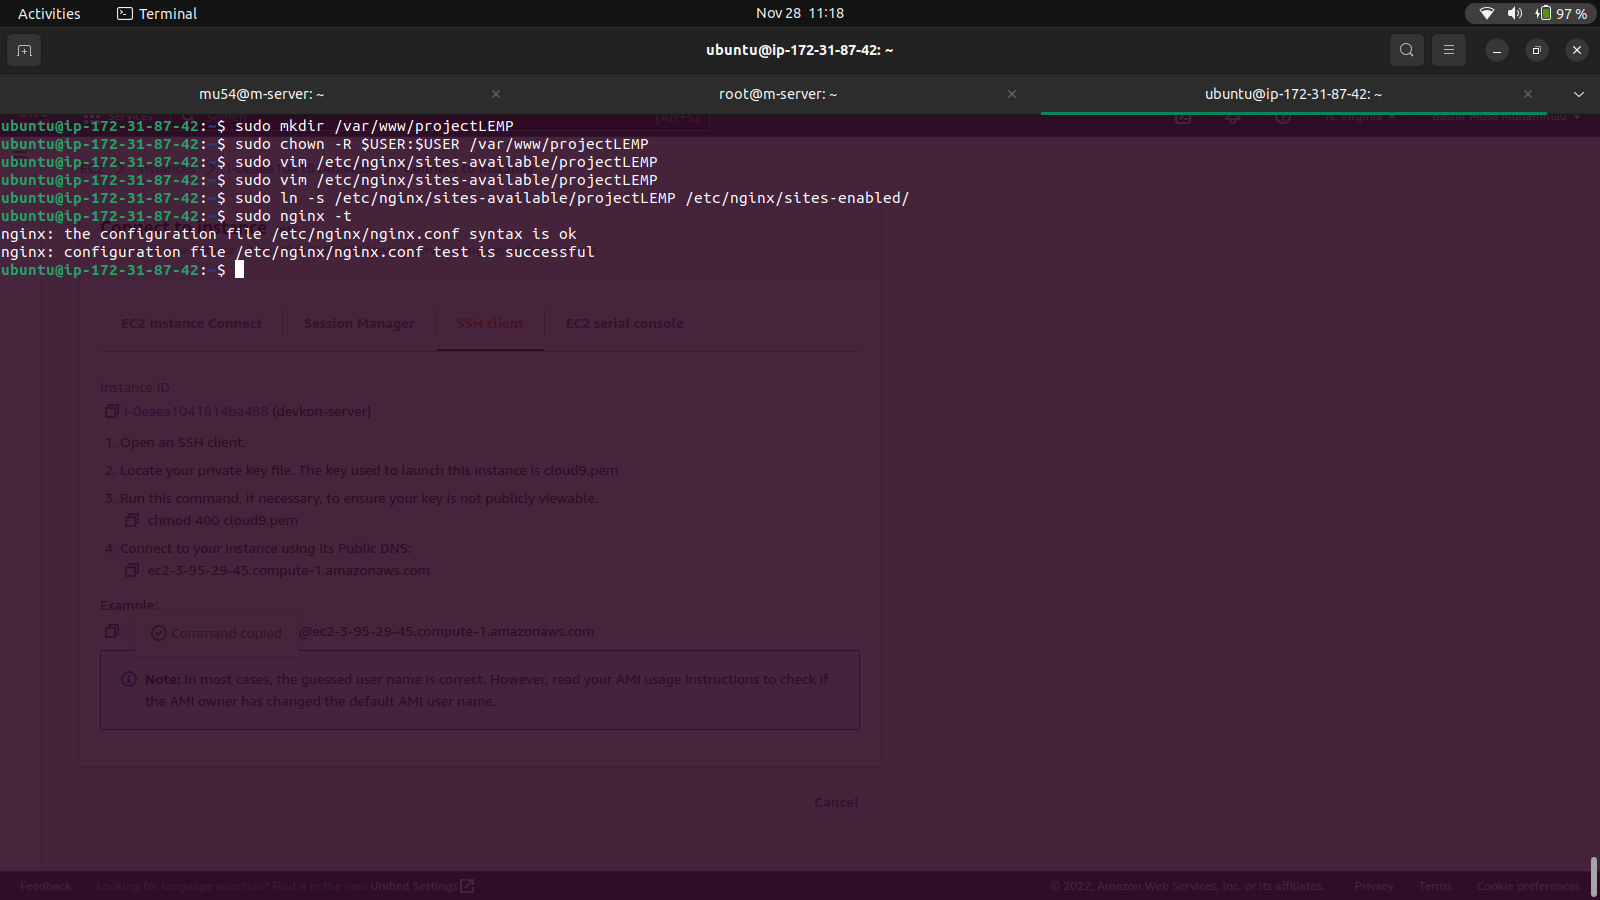 Activities
Terminal
Nov 28 11:18
97 %
ubuntu@ip-172-31-87-42: ~
mu54@m-server: ~
root@m-server: ~
ubuntu@ip-172-31-87-42: ~
Services
[Alt+S]
N. Virginia
Bashir Musa Muhammad
ubuntu@ip-172-31-87-42:~$ sudo mkdir /var/www/projectLEMP
ubuntu@ip-172-31-87-42:~$ sudo chown -R $USER:$USER /var/www/projectLEMP
ubuntu@ip-172-31-87-42:~$ sudo vim /etc/nginx/sites-available/projectLEMP
ubuntu@ip-172-31-87-42:~$ sudo vim /etc/nginx/sites-available/projectLEMP
ubuntu@ip-172-31-87-42:~$ sudo ln -s /etc/nginx/sites-available/projectLEMP /etc/nginx/sites-enabled/
ubuntu@ip-172-31-87-42:~$ sudo nginx -t
Connect to instance
nginx: the configuration file /etc/nginx/nginx.conf syntax is ok
nginx: configuration file /etc/nginx/nginx.conf test is successful
ubuntu@ip-172-31-87-42:~$
EC2 Instance Connect
Session Manager
SSH client
EC2 serial console
Instance ID
i-0eaea1041814ba488 (devkon-server)
1. Open an SSH client.
2. Locate your private key file. The key used to launch this instance is cloud9.pem
3. Run this command, if necessary, to ensure your key is not publicly viewable.
chmod 400 cloud9.pem
4. Connect to your instance using its Public DNS:
ec2-3-95-29-45.compute-1.amazonaws.com
Example:
Command copied
@ec2-3-95-29-45.compute-1.amazonaws.com
Note: In most cases, the guessed user name is correct. However, read your AMI usage instructions to check if
the AMI owner has changed the default AMI user name.
Cancel
Feedback
Looking for language selection? Find it in the new Unified Settings
© 2022, Amazon Web Services, Inc. or its affiliates.
Privacy
Terms
Cookie preferences